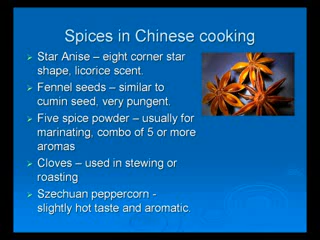 Spices in Chinese cooking
Star Anise – eight corner star
shape, licorice scent.
Fennel seeds – similar to
cumin seed, very pungent.
Five spice powder – usually for
marinating, combo of 5 or more
aromas
Cloves – used in stewing or
roasting
Szechuan peppercorn -
slightly hot taste and aromatic.